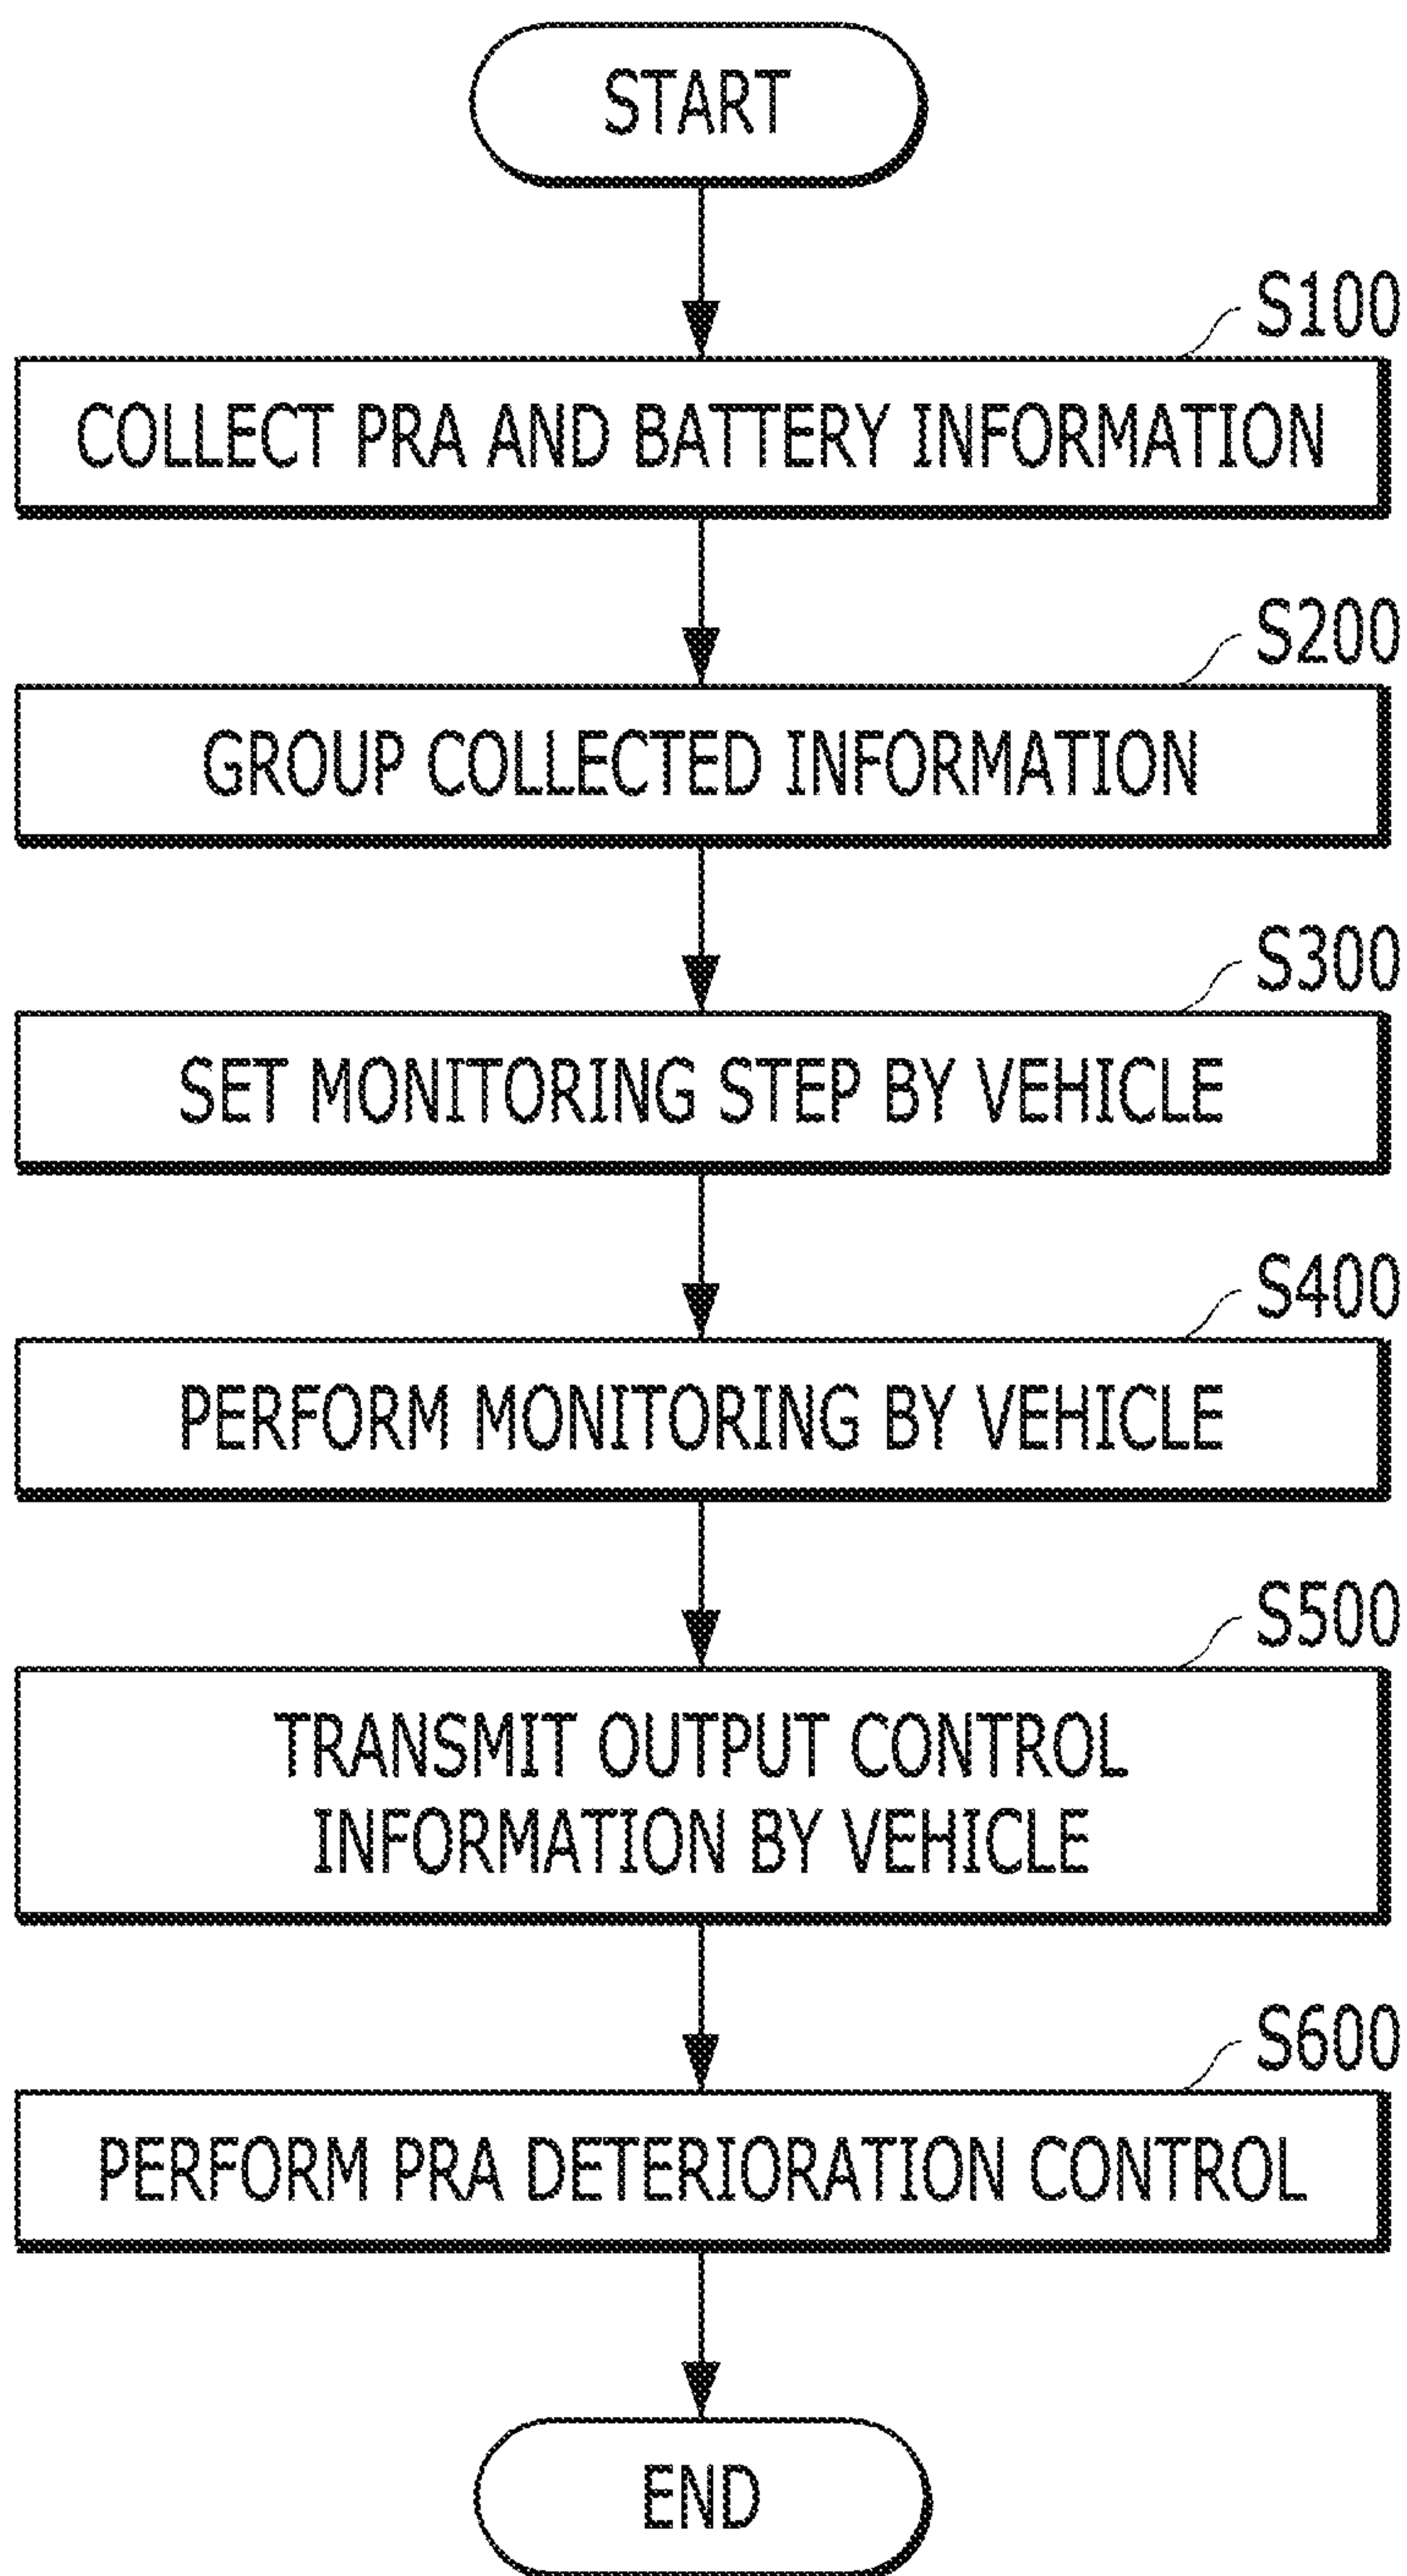 START
S100
COLLECT PRA AND BATTERY INFORMATION
S200
GROUP COLLECTED INFORMATION
S300
SET MONITORING STEP BY VEHICLE
S400
PERFORM MONITORING BY VEHICLE
S500
TRANSMIT OUTPUT CONTROL
INFORMATION BY VEHICLE
S600
PERFORM PRA DETERIORATION CONTROL
END